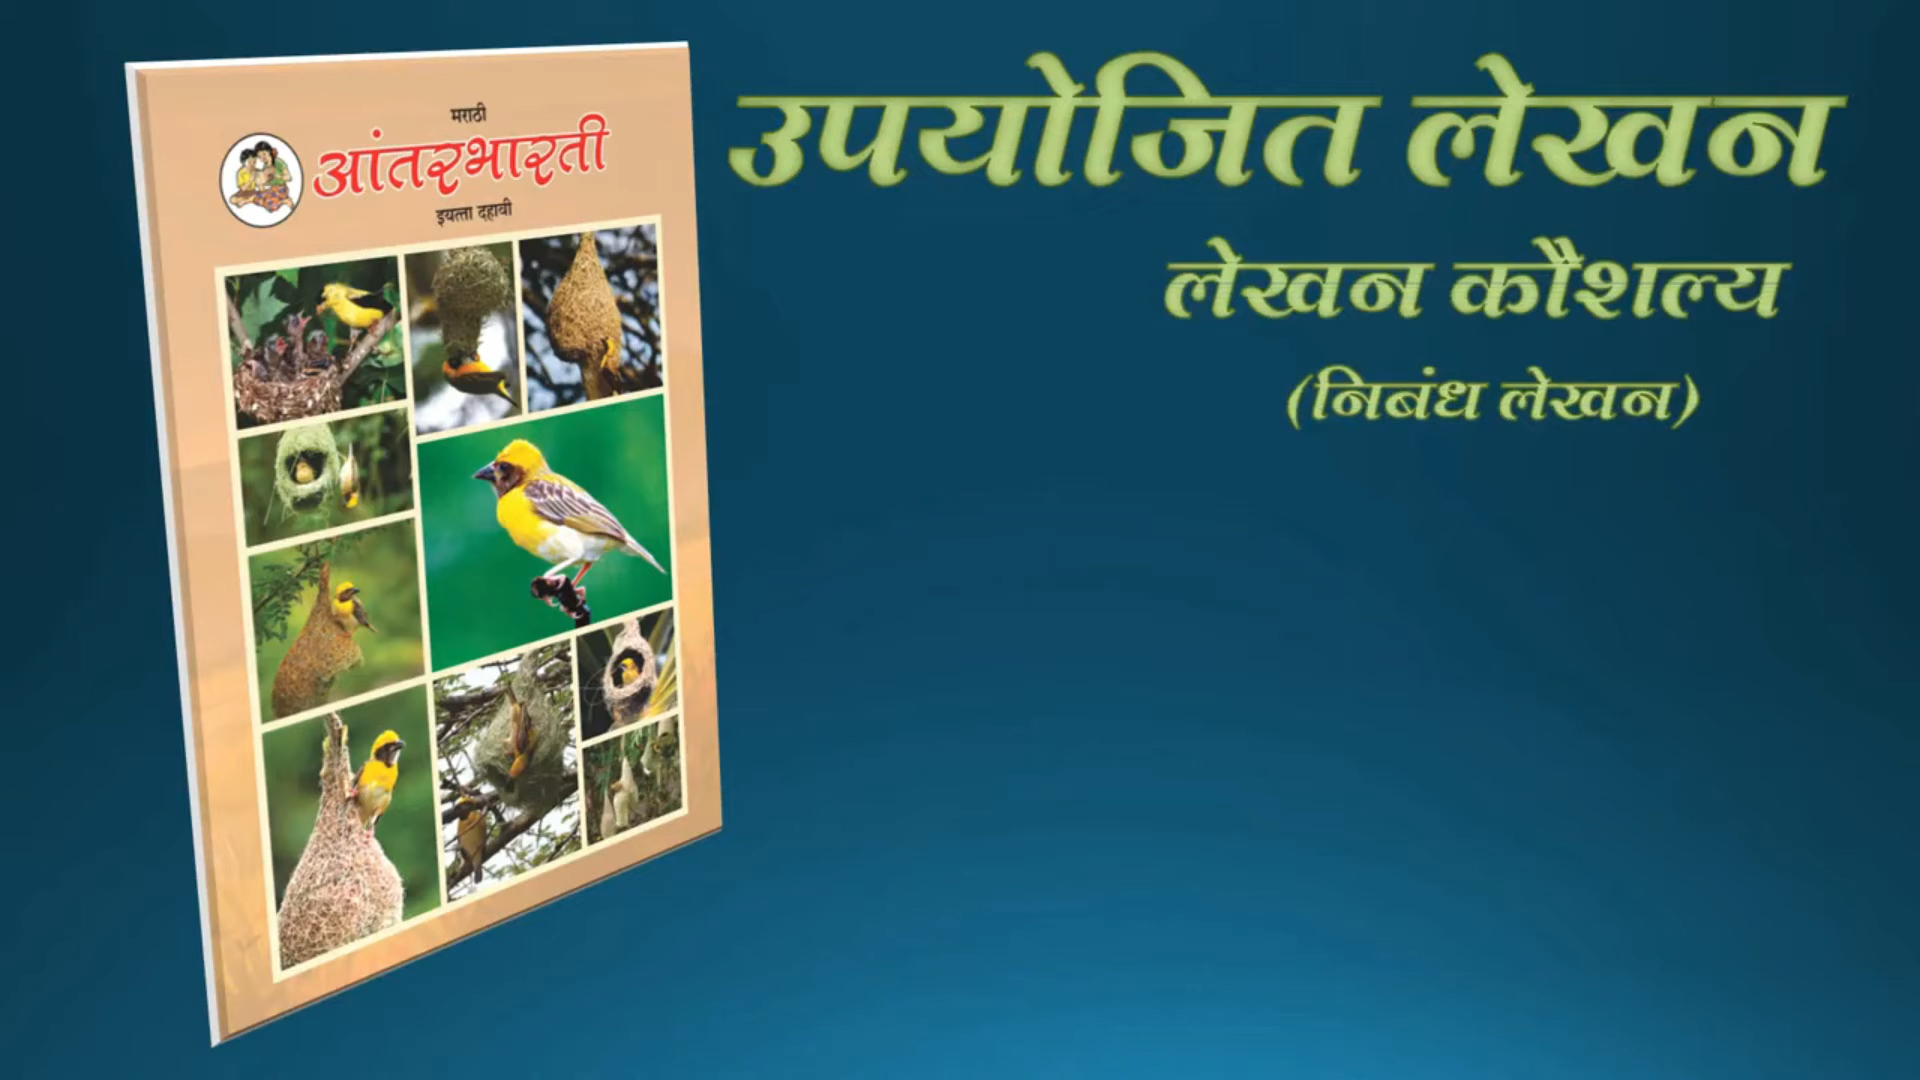 मराठी
आंतरभारती
इयत्ता दहावी
उपयोजित लेखन
लेखन कौशल्य
(निबंध लेखन)